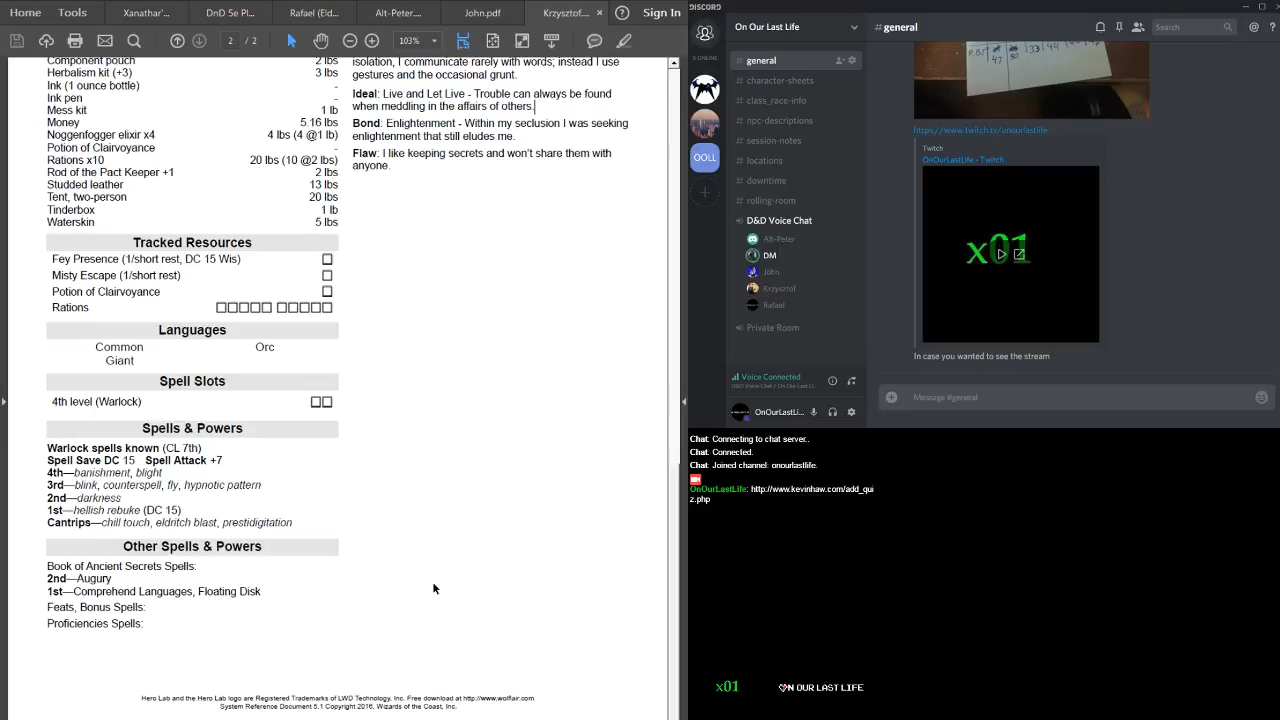 Home Tools Xanathar'... DnD 5e Pl... Rafael (Eld... Alt-Peter.... John.pdf Krzysztof.... × ? Sign In
2 / 2 103%
Component pouch 2 lbs
Herbalism kit (+3) 3 lbs
Ink (1 ounce bottle) -
Ink pen -
Mess kit 1 lb
Money 5.16 lbs
Noggenfogger elixir x4 4 lbs (4 @1 lb)
Potion of Clairvoyance -
Rations x10 20 lbs (10 @2 lbs)
Rod of the Pact Keeper +1 2 lbs
Studded leather 13 lbs
Tent, two-person 20 lbs
Tinderbox 1 lb
Waterskin 5 lbs
Tracked Resources
Fey Presence (1/short rest, DC 15 Wis)
Misty Escape (1/short rest)
Potion of Clairvoyance
Rations
Languages
Common Orc
Giant
Spell Slots
4th level (Warlock)
Spells & Powers
Warlock spells known (CL 7th)
Spell Save DC 15 Spell Attack +7
4th—banishment, blight
3rd—blink, counterspell, fly, hypnotic pattern
2nd—darkness
1st—hellish rebuke (DC 15)
Cantrips—chill touch, eldritch blast, prestidigitation
Other Spells & Powers
Book of Ancient Secrets Spells:
2nd—Augury
1st—Comprehend Languages, Floating Disk
Feats, Bonus Spells:
Proficiencies Spells:
isolation, I communicate rarely with words; instead I use
gestures and the occasional grunt.
Ideal: Live and Let Live - Trouble can always be found
when meddling in the affairs of others.
Bond: Enlightenment - Within my seclusion I was seeking
enlightenment that still eludes me.
Flaw: I like keeping secrets and won't share them with
anyone.
Hero Lab and the Hero Lab logo are Registered Trademarks of LWD Technology, Inc. Free download at http://www.wolflair.com
System Reference Document 5.1 Copyright 2016, Wizards of the Coast, Inc.
DISCORD
5 ONLINE
OOLL
On Our Last Life
general
# character-sheets
# class_race-info
# npc-descriptions
# session-notes
# locations
# downtime
# rolling-room
D&D Voice Chat
Alt-Peter
DM
John
Krzysztof
Rafael
Private Room
Voice Connected
D&D Voice Chat / On Our Last Li...
OnOurLastLi...
#general
Search
33 44
47
https://www.twitch.tv/onourlastlife
Twitch
OnOurLastLife - Twitch
x01
In case you wanted to see the stream
Message #general
Chat: Connecting to chat server..
Chat: Connected.
Chat: Joined channel: onourlastlife.
OnOurLastLife: http://www.kevinhaw.com/add_qui
z.php
x01 ON OUR LAST LIFE